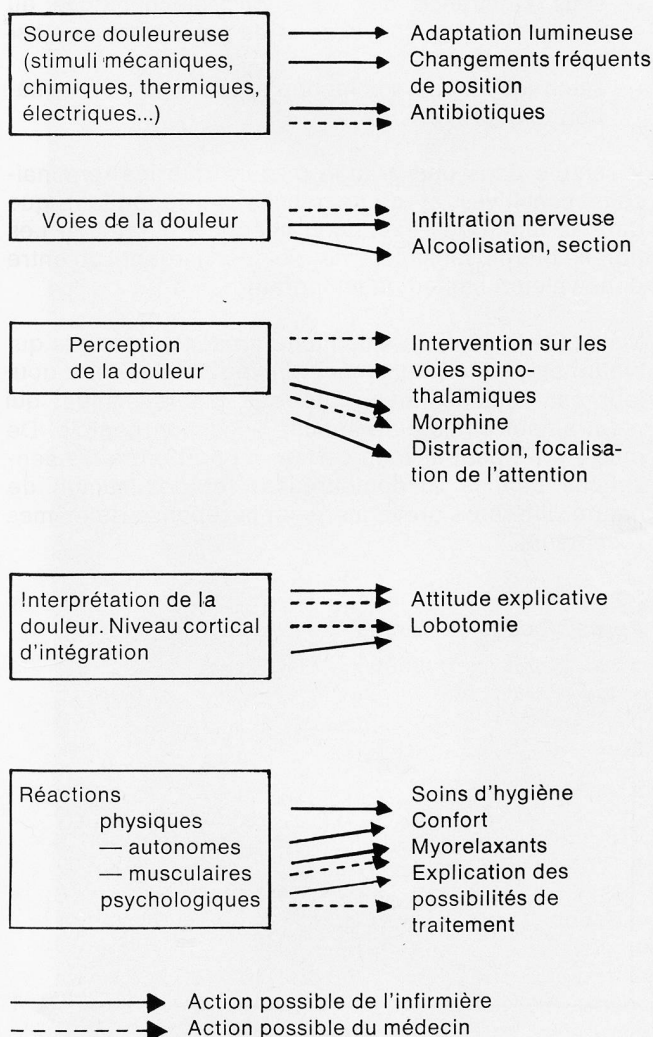 Source douleureuse
(stimuli mécaniques,
chimiques, thermiques,
électriques...)
Adaptation lumineuse
Changements fréquents
de position
Antibiotiques
Voies de la douleur
Infiltration nerveuse
Alcoolisation, section
Perception
de la douleur
Intervention sur les
voies spino-
thalamiques
Morphine
Distraction, focalisa-
tion de l'attention
Interprétation de la
douleur. Niveau cortical
d'intégration
Attitude explicative
Lobotomie
Réactions
physiques
— autonomes
— musculaires
psychologiques
Soins d'hygiène
Confort
Myorelaxants
Explication des
possibilités de
traitement
Action possible de l'infirmière
Action possible du médecin